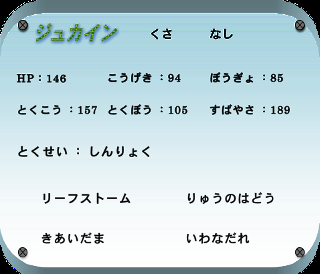 ジュカイン くさ なし
HP：146 こうげき：94 ぼうぎょ：85
とくこう：157 とくぼう：105 すばやさ：189
とくせい：しんりょく
リーフストーム りゅうのはどう
きあいだま いわなだれ